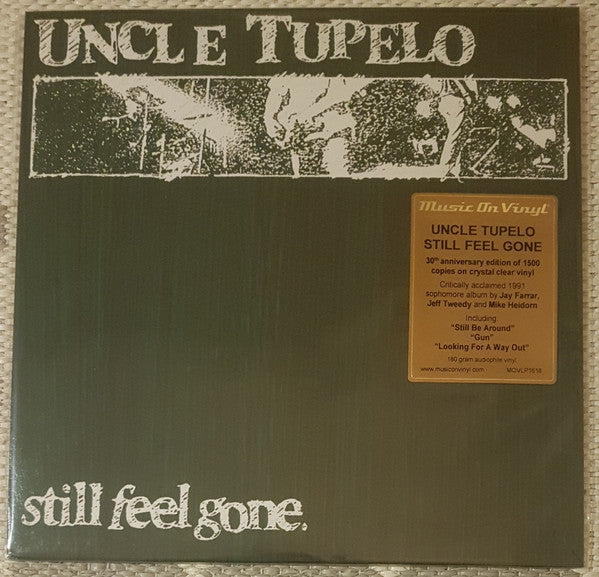 UNCLE TUPELO
Music On Vinyl
UNCLE TUPELO
STILL FEEL GONE
30th anniversary edition of 1500
copies on crystal clear vinyl
Critically acclaimed 1991
sophomore album by Jay Farrar,
Jeff Tweedy and Mike Heidorn
Including:
"Still Be Around"
"Gun"
"Looking For A Way Out"
180 gram audiophile vinyl
www.musiconvinyl.com MOVLP1618
still feel gone.